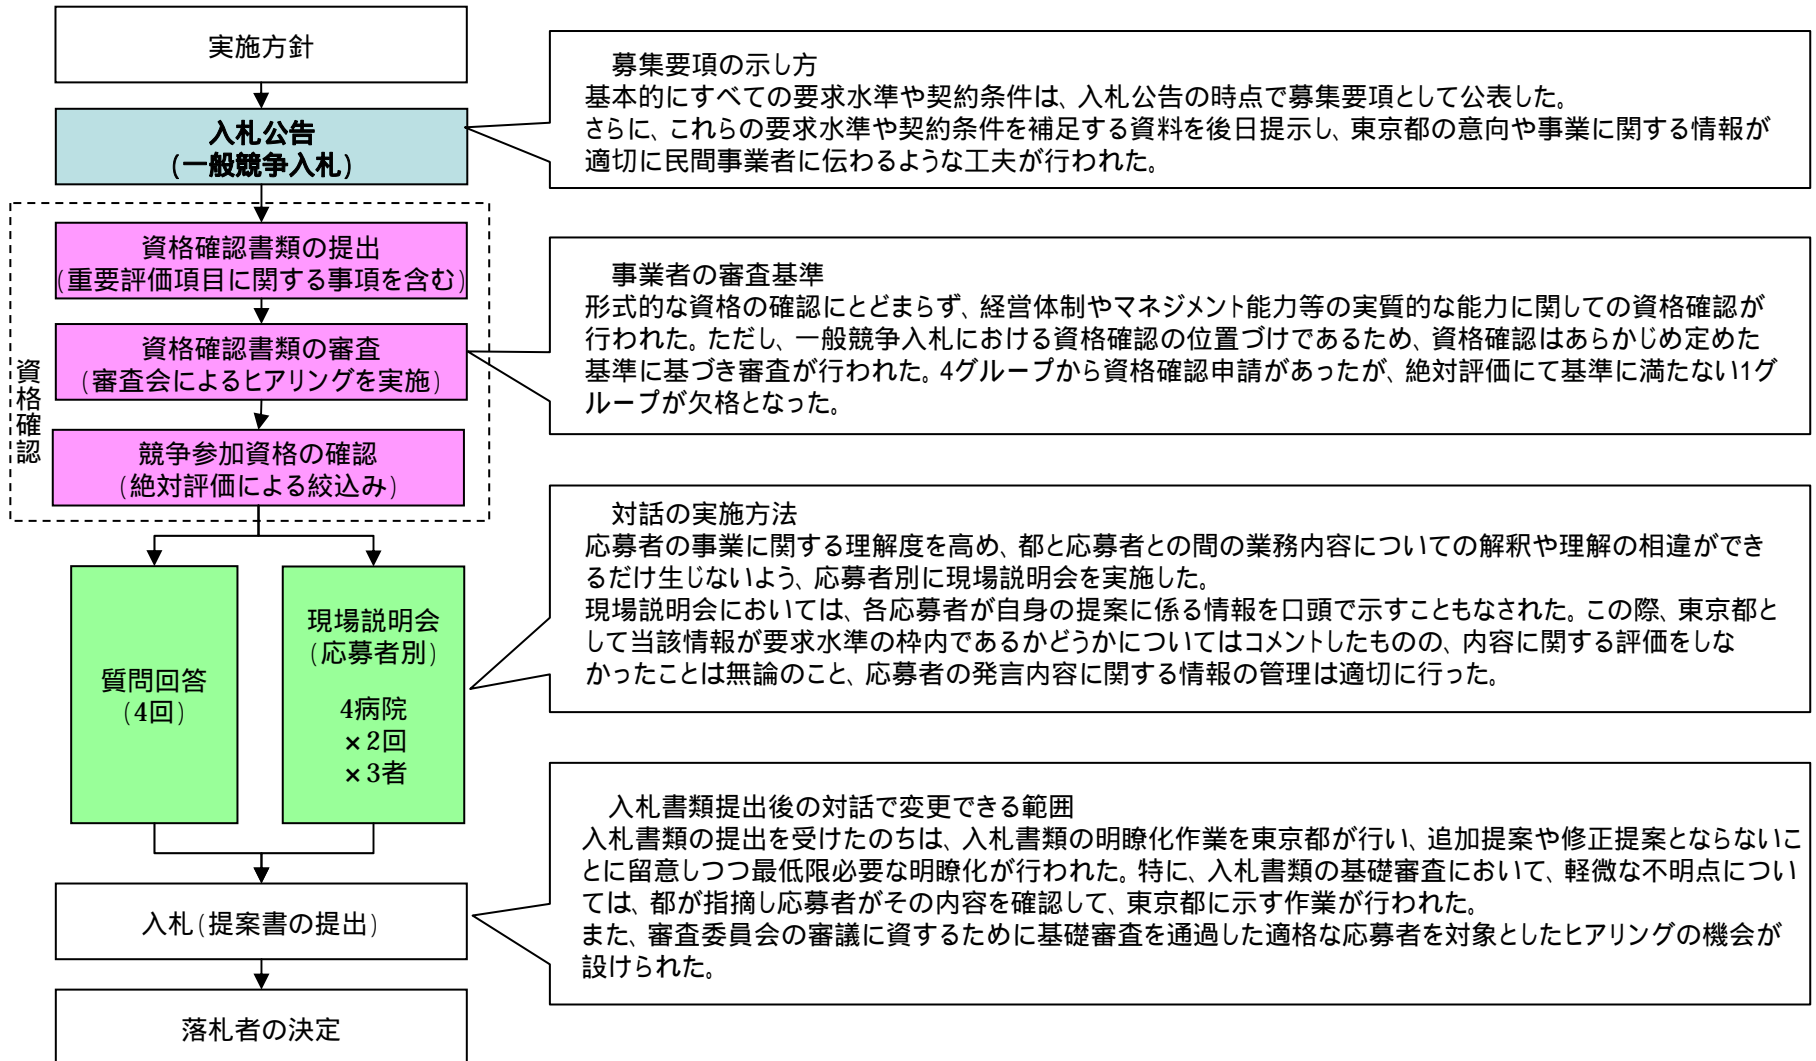 実施方針
入札公告
(一般競争入札)
資格確認
資格確認書類の提出
(重要評価項目に関する事項を含む)
資格確認書類の審査
(審査会によるヒアリングを実施)
競争参加資格の確認
(絶対評価による絞込み)
質問回答
(4回)
現場説明会
(応募者別)
4病院
×2回
×3者
入札(提案書の提出)
落札者の決定
募集要項の示し方
基本的にすべての要求水準や契約条件は、入札公告の時点で募集要項として公表した。
さらに、これらの要求水準や契約条件を補足する資料を後日提示し、東京都の意向や事業に関する情報が
適切に民間事業者に伝わるような工夫が行われた。
事業者の審査基準
形式的な資格の確認にとどまらず、経営体制やマネジメント能力等の実質的な能力に関しての資格確認が
行われた。ただし、一般競争入札における資格確認の位置づけであるため、資格確認はあらかじめ定めた
基準に基づき審査が行われた。4グループから資格確認申請があったが、絶対評価にて基準に満たない1グ
ループが欠格となった。
対話の実施方法
応募者の事業に関する理解度を高め、都と応募者との間の業務内容についての解釈や理解の相違ができ
るだけ生じないよう、応募者別に現場説明会を実施した。
現場説明会においては、各応募者が自身の提案に係る情報を口頭で示すこともなされた。この際、東京都と
して当該情報が要求水準の枠内であるかどうかについてはコメントしたものの、内容に関する評価をしな
かったことは無論のこと、応募者の発言内容に関する情報の管理は適切に行った。
入札書類提出後の対話で変更できる範囲
入札書類の提出を受けたのちは、入札書類の明瞭化作業を東京都が行い、追加提案や修正提案とならないこ
とに留意しつつ最低限必要な明瞭化が行われた。特に、入札書類の基礎審査において、軽微な不明点につい
ては、都が指摘し応募者がその内容を確認して、東京都に示す作業が行われた。
また、審査委員会の審議に資するために基礎審査を通過した適格な応募者を対象としたヒアリングの機会が
設けられた。